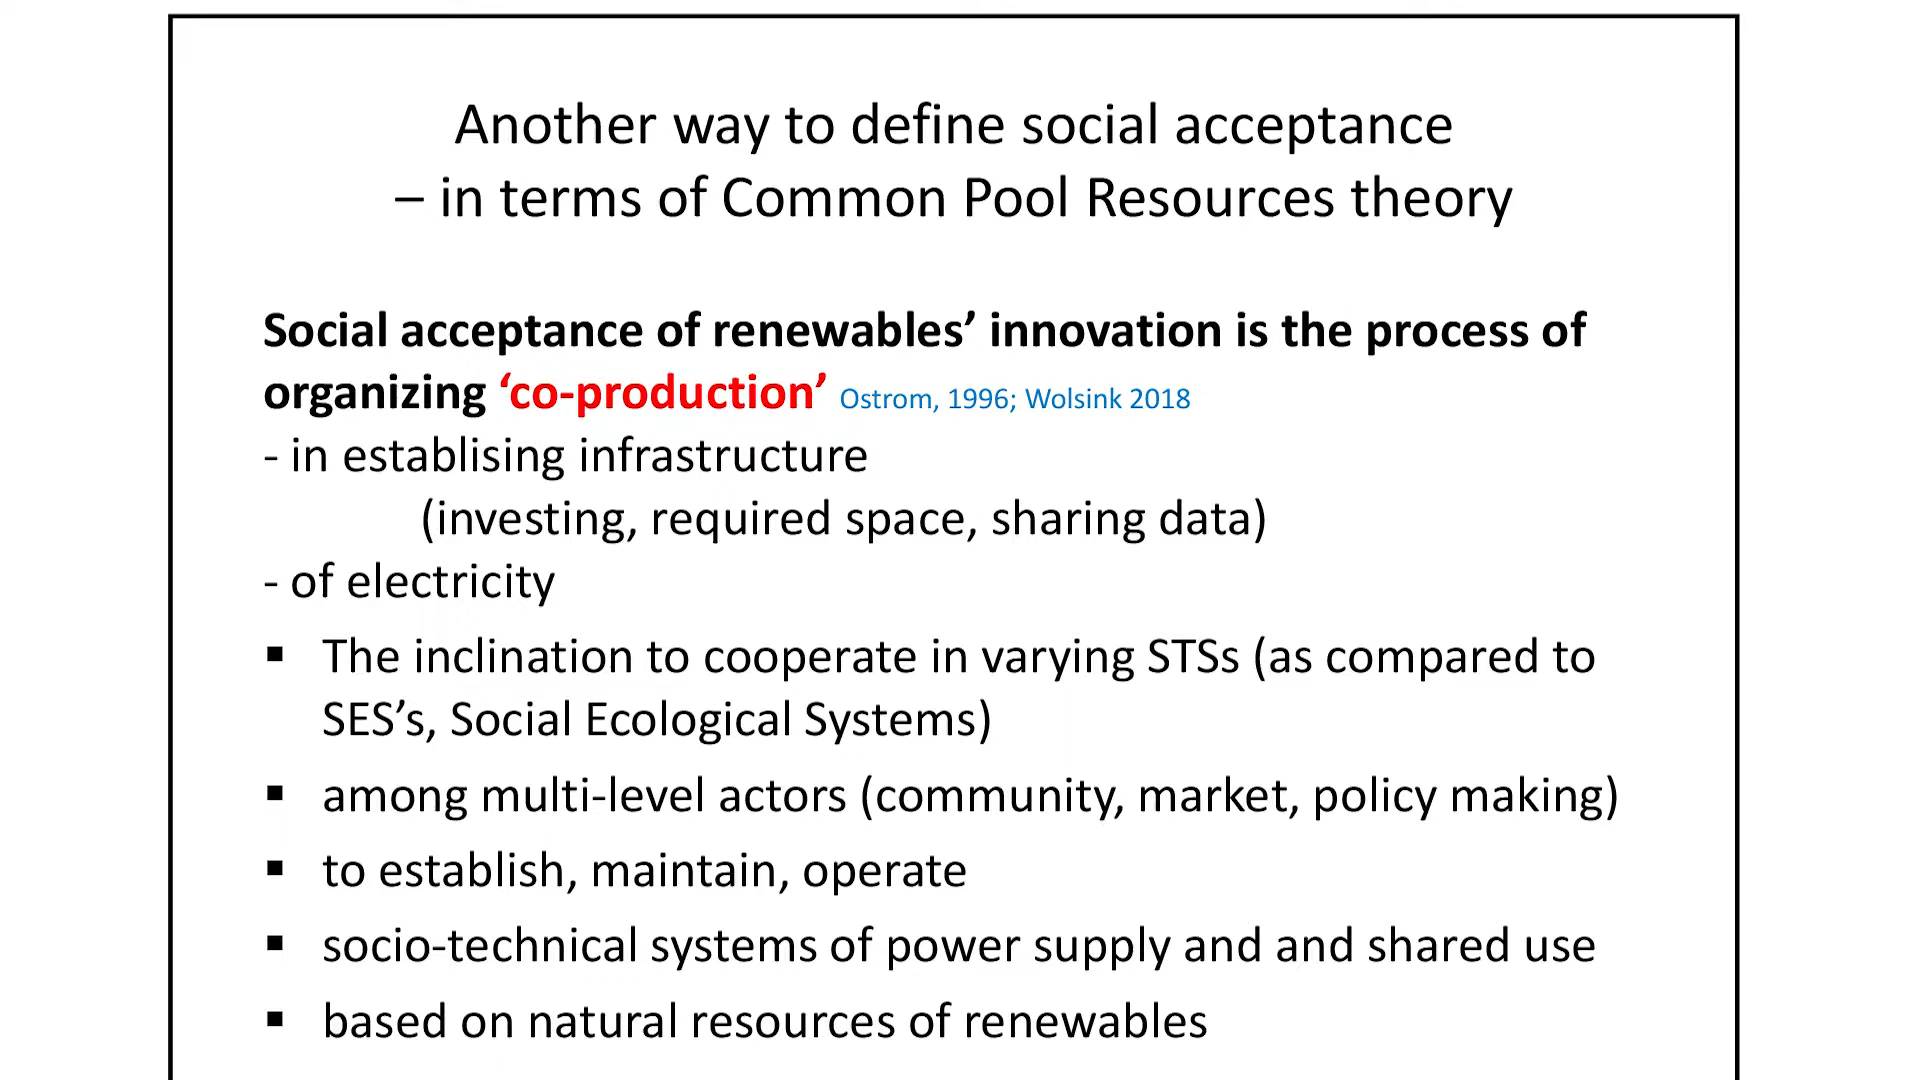 Another way to define social acceptance
– in terms of Common Pool Resources theory
Social acceptance of renewables’ innovation is the process of
organizing ‘co-production’ Ostrom, 1996; Wolsink 2018
- in establising infrastructure
(investing, required space, sharing data)
- of electricity
▪ The inclination to cooperate in varying STSs (as compared to
SES’s, Social Ecological Systems)
▪ among multi-level actors (community, market, policy making)
▪ to establish, maintain, operate
▪ socio-technical systems of power supply and and shared use
▪ based on natural resources of renewables